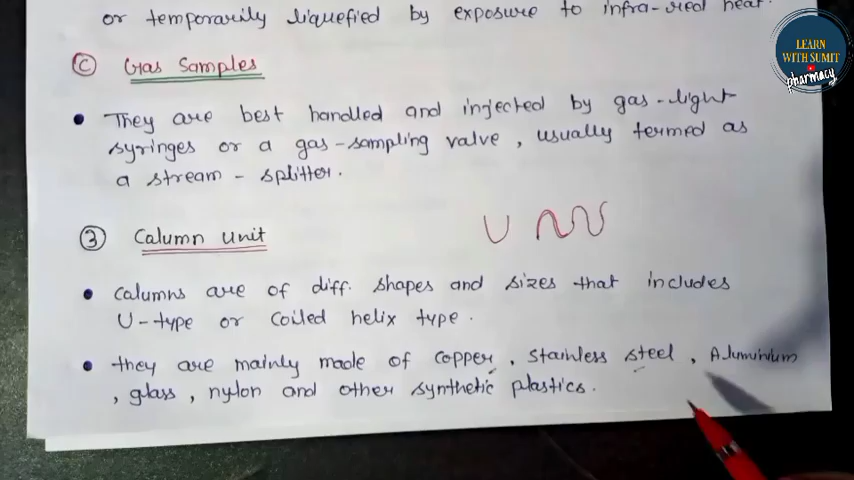 or temporarily liquefied by exposure to infra-red heat.
LEARN
WITH SUMIT
pharmacy
C Gas Samples
They are best handled and injected by gas-light
syringes or a gas-sampling valve, usually termed as
a stream-splitter.
3 Column Unit
Calumns are of diff. shapes and sizes that includes
U-type or Coiled helix type.
they are mainly made of copper, stainless steel, Aluminium
, glass, nylon and other synthetic plastics.